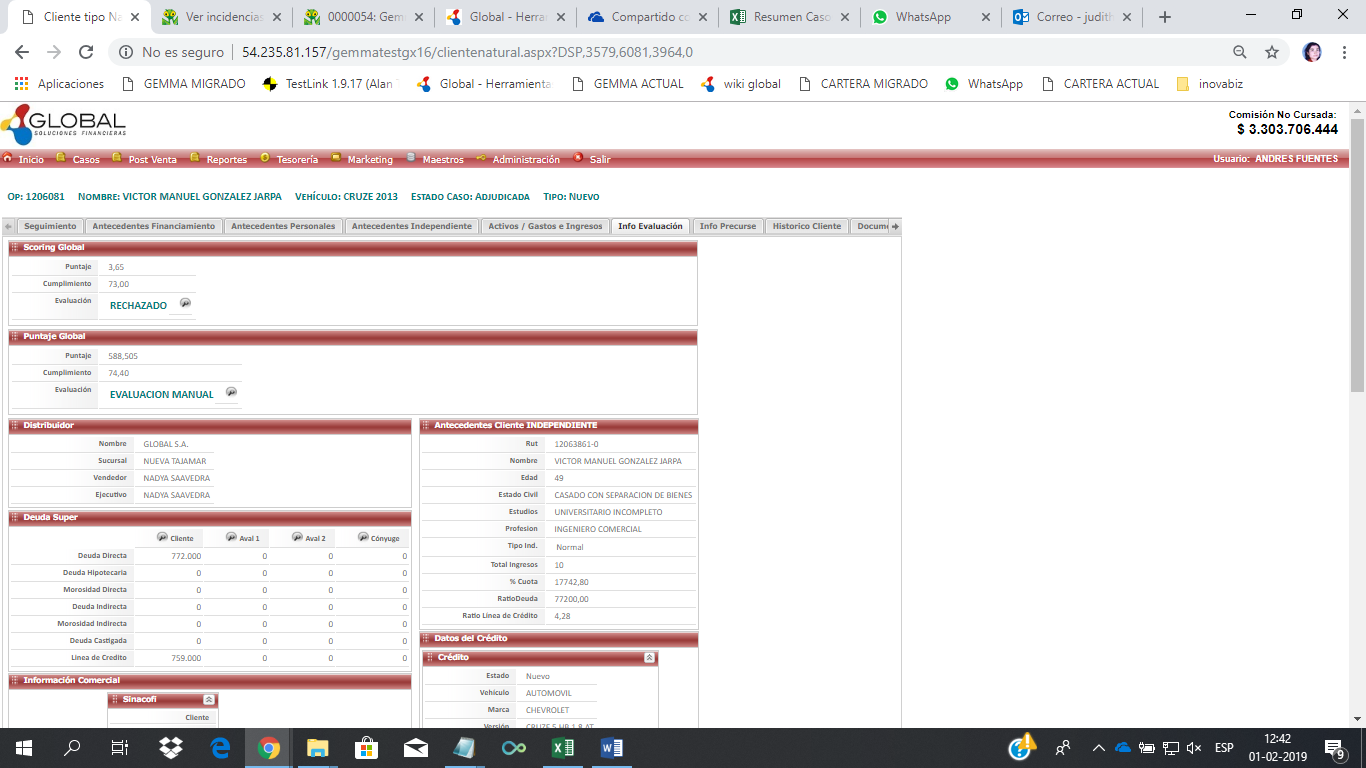 Cliente tipo Na
Ver incidencias
0000054: Gem
Global - Herra
Compartido co
Resumen Caso
WhatsApp
Correo - judith
No es seguro
54.235.81.157/gemmatestgx16/clientenatural.aspx?DSP,3579,6081,3964,0
Aplicaciones
GEMMA MIGRADO
TestLink 1.9.17 (Alan
Global - Herramienta
GEMMA ACTUAL
wiki global
CARTERA MIGRADO
WhatsApp
CARTERA ACTUAL
inovabiz
GLOBAL
SOLUCIONES FINANCIERAS
Comisión No Cursada:
$ 3.303.706.444
Inicio
Casos
Post Venta
Reportes
Tesorería
Marketing
Maestros
Administración
Salir
Usuario: ANDRES FUENTES
OP: 1206081
NOMBRE: VICTOR MANUEL GONZALEZ JARPA
VEHÍCULO: CRUZE 2013
ESTADO CASO: ADJUDICADA
TIPO: NUEVO
Seguimiento
Antecedentes Financiamiento
Antecedentes Personales
Antecedentes Independiente
Activos / Gastos e Ingresos
Info Evaluación
Info Precurse
Historico Cliente
Docume
Scoring Global
Puntaje 3,65
Cumplimiento 73,00
Evaluación RECHAZADO
Puntaje Global
Puntaje 588,505
Cumplimiento 74,40
Evaluación EVALUACION MANUAL
Distribuidor
Nombre GLOBAL S.A.
Sucursal NUEVA TAJAMAR
Vendedor NADYA SAAVEDRA
Ejecutivo NADYA SAAVEDRA
Deuda Super
Cliente Aval 1 Aval 2 Cónyuge
Deuda Directa 772.000 0 0 0
Deuda Hipotecaria 0 0 0 0
Morosidad Directa 0 0 0 0
Deuda Indirecta 0 0 0 0
Morosidad Indirecta 0 0 0 0
Deuda Castigada 0 0 0 0
Linea de Credito 759.000 0 0 0
Información Comercial
Sinacofi
Cliente
Antecedentes Cliente INDEPENDIENTE
Rut 12063861-0
Nombre VICTOR MANUEL GONZALEZ JARPA
Edad 49
Estado Civil CASADO CON SEPARACION DE BIENES
Estudios UNIVERSITARIO INCOMPLETO
Profesion INGENIERO COMERCIAL
Tipo Ind. Normal
Total Ingresos 10
% Cuota 17742,80
RatioDeuda 77200,00
Ratio Línea de Crédito 4,28
Datos del Crédito
Crédito
Estado Nuevo
Vehículo AUTOMOVIL
Marca CHEVROLET
Versión CRUZE 5 HB 1.8 AT
ESP
12:42
01-02-2019
9